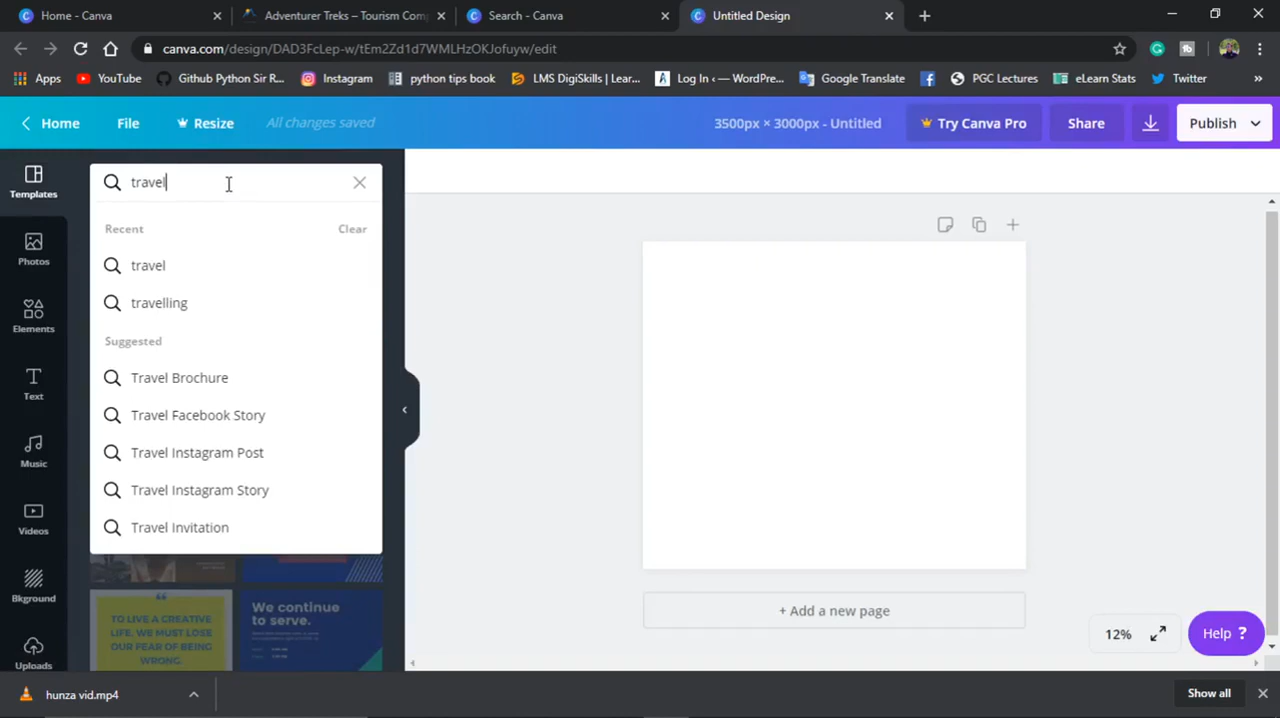 Home - Canva
Adventurer Treks – Tourism Comp
Search - Canva
Untitled Design
canva.com/design/DAD3FcLep-w/tEm2Zd1d7WMLHzOKJofuyw/edit
Apps
YouTube
Github Python Sir R...
Instagram
python tips book
LMS DigiSkills | Lear...
Log In ‹ — WordPre...
Google Translate
PGC Lectures
eLearn Stats
Twitter
»
Home
File
Resize
All changes saved
3500px × 3000px - Untitled
Try Canva Pro
Share
Publish
Templates
Photos
Elements
Text
Music
Videos
Bkground
Uploads
travel
Recent
Clear
travel
travelling
Suggested
Travel Brochure
Travel Facebook Story
Travel Instagram Post
Travel Instagram Story
Travel Invitation
TO LIVE A CREATIVE
LIFE. WE MUST LOSE
OUR FEAR OF BEING
WRONG.
We continue
to serve.
+ Add a new page
12%
Help ?
hunza vid.mp4
Show all